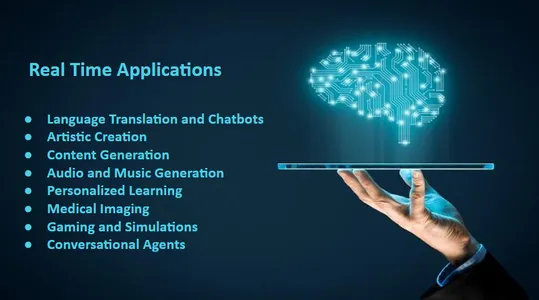 Real Time Applications
● Language Translation and Chatbots
● Artistic Creation
● Content Generation
● Audio and Music Generation
● Personalized Learning
● Medical Imaging
● Gaming and Simulations
● Conversational Agents